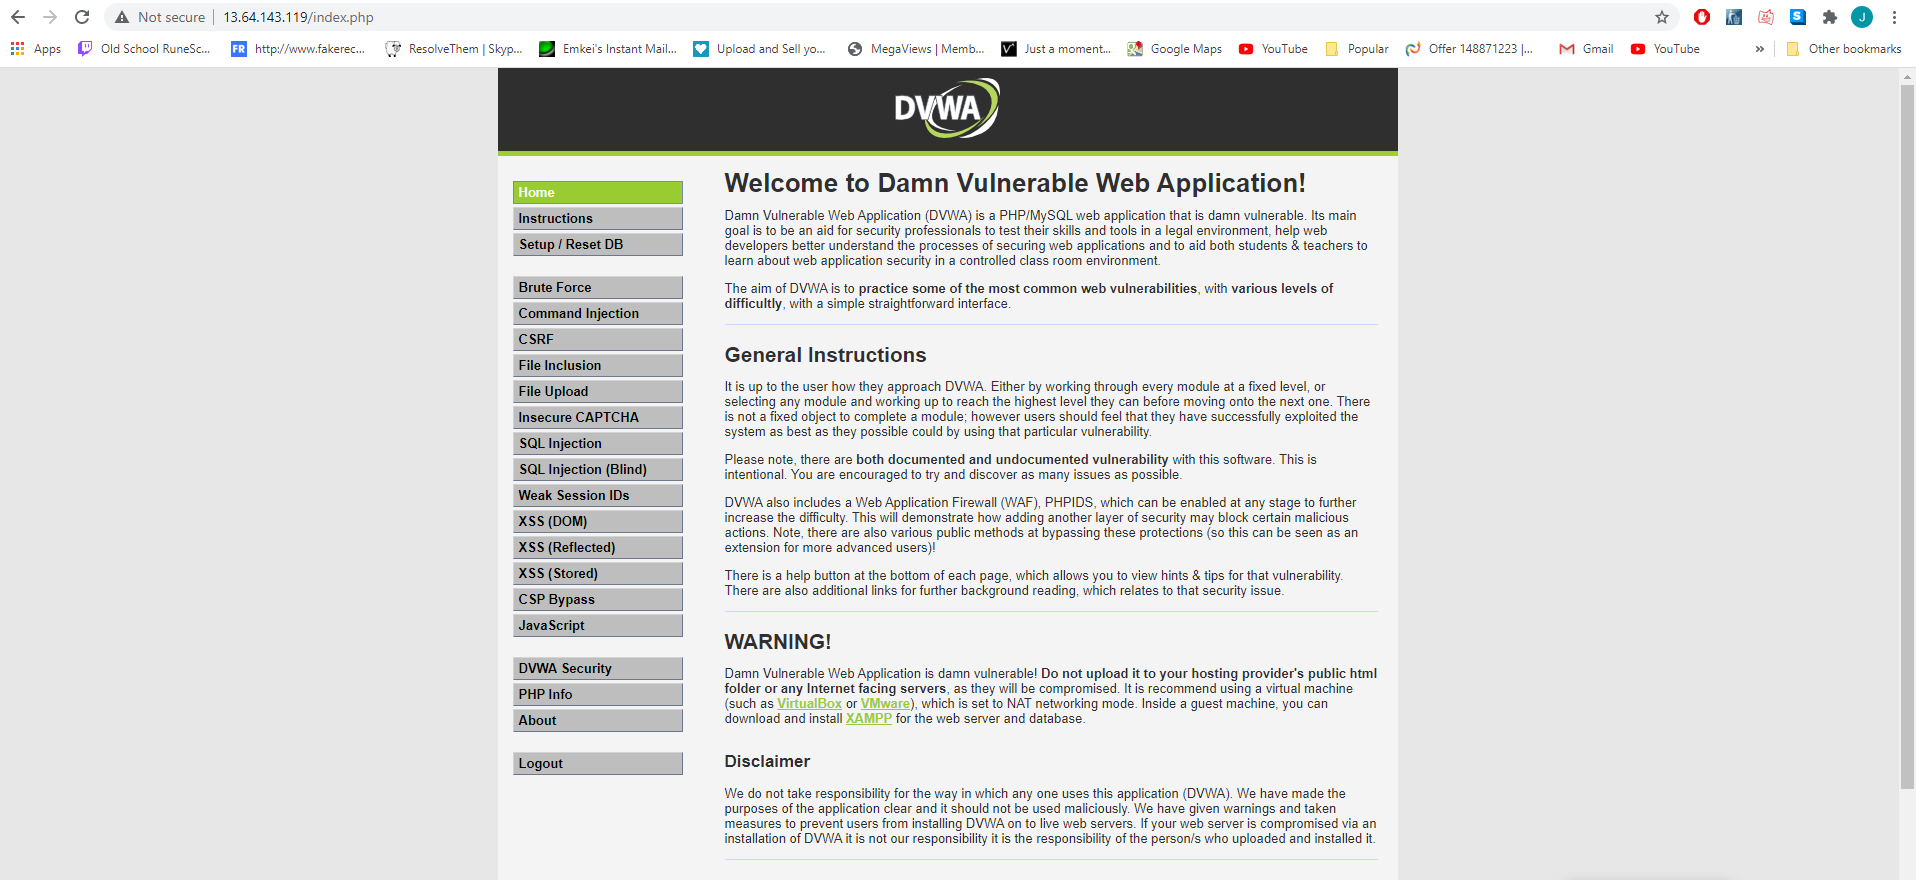 Not secure | 13.64.143.119/index.php
J
Apps Old School RuneSc... FR http://www.fakerec... ResolveThem | Skyp... Emkei's Instant Mail... Upload and Sell yo... MegaViews | Memb... Just a moment... Google Maps YouTube Popular Offer 148871223 |... Gmail YouTube » Other bookmarks
DVWA
Home
Instructions
Setup / Reset DB
Brute Force
Command Injection
CSRF
File Inclusion
File Upload
Insecure CAPTCHA
SQL Injection
SQL Injection (Blind)
Weak Session IDs
XSS (DOM)
XSS (Reflected)
XSS (Stored)
CSP Bypass
JavaScript
DVWA Security
PHP Info
About
Logout
Welcome to Damn Vulnerable Web Application!
Damn Vulnerable Web Application (DVWA) is a PHP/MySQL web application that is damn vulnerable. Its main
goal is to be an aid for security professionals to test their skills and tools in a legal environment, help web
developers better understand the processes of securing web applications and to aid both students & teachers to
learn about web application security in a controlled class room environment.
The aim of DVWA is to practice some of the most common web vulnerabilities, with various levels of
difficultly, with a simple straightforward interface.
General Instructions
It is up to the user how they approach DVWA. Either by working through every module at a fixed level, or
selecting any module and working up to reach the highest level they can before moving onto the next one. There
is not a fixed object to complete a module; however users should feel that they have successfully exploited the
system as best as they possible could by using that particular vulnerability.
Please note, there are both documented and undocumented vulnerability with this software. This is
intentional. You are encouraged to try and discover as many issues as possible.
DVWA also includes a Web Application Firewall (WAF), PHPIDS, which can be enabled at any stage to further
increase the difficulty. This will demonstrate how adding another layer of security may block certain malicious
actions. Note, there are also various public methods at bypassing these protections (so this can be seen as an
extension for more advanced users)!
There is a help button at the bottom of each page, which allows you to view hints & tips for that vulnerability.
There are also additional links for further background reading, which relates to that security issue.
WARNING!
Damn Vulnerable Web Application is damn vulnerable! Do not upload it to your hosting provider's public html
folder or any Internet facing servers, as they will be compromised. It is recommend using a virtual machine
(such as VirtualBox or VMware), which is set to NAT networking mode. Inside a guest machine, you can
download and install XAMPP for the web server and database.
Disclaimer
We do not take responsibility for the way in which any one uses this application (DVWA). We have made the
purposes of the application clear and it should not be used maliciously. We have given warnings and taken
measures to prevent users from installing DVWA on to live web servers. If your web server is compromised via an
installation of DVWA it is not our responsibility it is the responsibility of the person/s who uploaded and installed it.